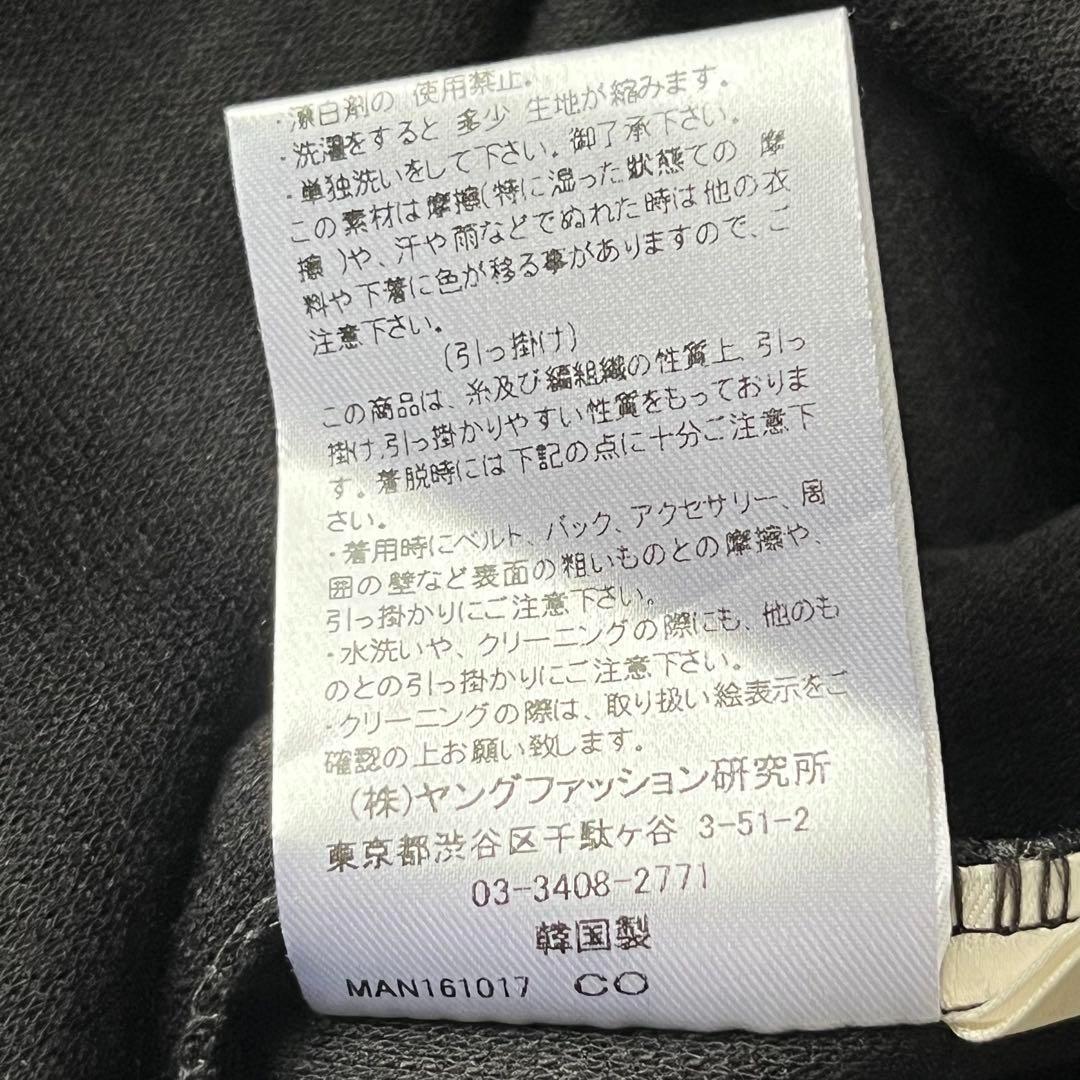 ・漂白剤の 使用禁止.
・洗濯をすると 多少 生地が縮みます。
・単独洗いをして下さい。御了承下さい。
この素材は摩擦(特に湿った状態での 摩
擦 )や、汗や雨などでぬれた時は他の衣
料や下着に色が移る事がありますので、ご
注意下さい。
(引っ掛け)
この商品は、糸及び編組織の性質上、引っ
掛け,引っ掛かりやすい性質をもっておりま
す。着脱時には下記の点に十分ご注意下
さい。
・着用時にベルト、バック、アクセサリー、周
囲の壁など表面の粗いものとの摩擦や、
引っ掛かりにご注意下さい。
・水洗いや、クリーニングの際にも、他のも
のとの引っ掛かりにご注意下さい。
・クリーニングの際は、取り扱い絵表示をご
確認の上お願い致します。
(株)ヤングファッション研究所
東京都渋谷区千駄ヶ谷 3-51-2
03-3408-2771
韓国製
MAN161017 CO